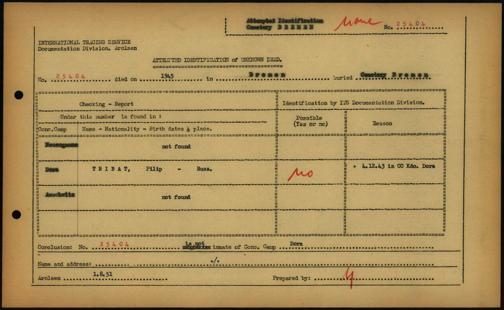 Attempted Identification
Cemetery B R E M E N
None
No. 25404
INTERNATIONAL TRACING SERVICE
Documentation Division, Arolsen
ATTEMPTED IDENTIFICATION of UNKNOWN DEAD.
No. 25404 died on 1945 in Bremen buried Cemetery Bremen
Checking - Report
Identification by ITS Documentation Division.
Under this number is found in:
Possible (Yes or no)
Reason
Conc.Camp
Name - Nationality - Birth dates & place.
Neuengamme
not found
Dora
TRIBAT, Filip - Russ.
No
+ 4.12.43 in CC Kdo. Dora
Auschwitz
not found
Conclusion: No. 25404 is not inmate of Conc. Camp Dora
Name and address: ./.
Arolsen 1.8.51
Prepared by: